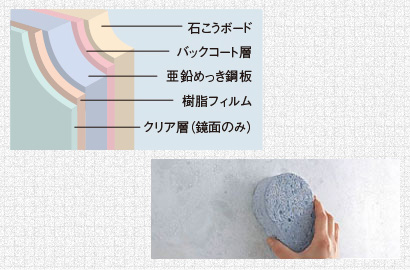 石こうボード
バックコート層
亜鉛めっき鋼板
樹脂フィルム
クリア層（鏡面のみ）